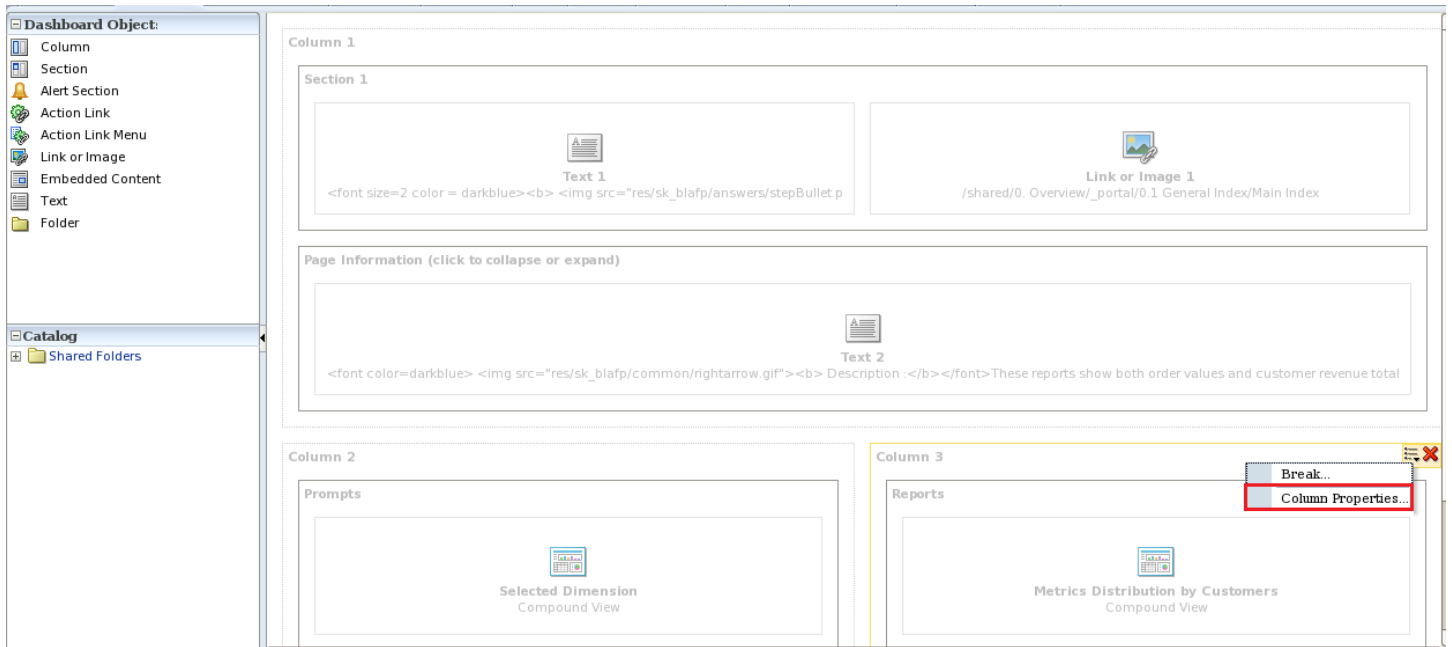 Dashboard Object:
Column
Section
Alert Section
Action Link
Action Link Menu
Link or Image
Embedded Content
Text
Folder
Catalog
Shared Folders
Column 1
Section 1
Text 1
<font size=2 color = darkblue><b> <img src="res/sk_blafp/answers/stepBullet.p
Link or Image 1
/shared/0. Overview/_portal/0.1 General Index/Main Index
Page Information (click to collapse or expand)
Text 2
<font color=darkblue> <img src="res/sk_blafp/common/rightarrow.gif"><b> Description :</b></font>These reports show both order values and customer revenue total
Column 2
Prompts
Selected Dimension
Compound View
Column 3
Break...
Column Properties...
Reports
Metrics Distribution by Customers
Compound View